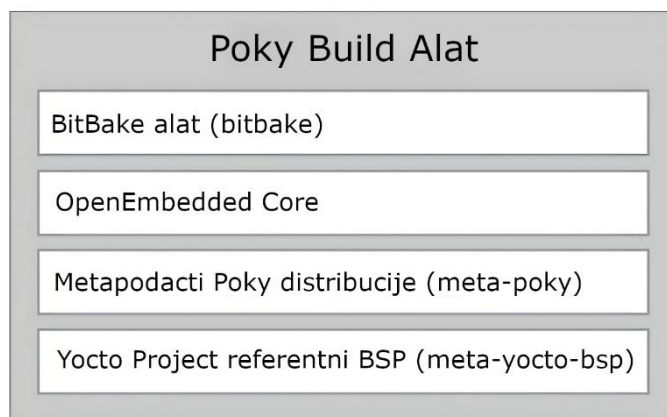 Poky Build Alat
BitBake alat (bitbake)
OpenEmbedded Core
Metapodacti Poky distribucije (meta-poky)
Yocto Project referentni BSP (meta-yocto-bsp)